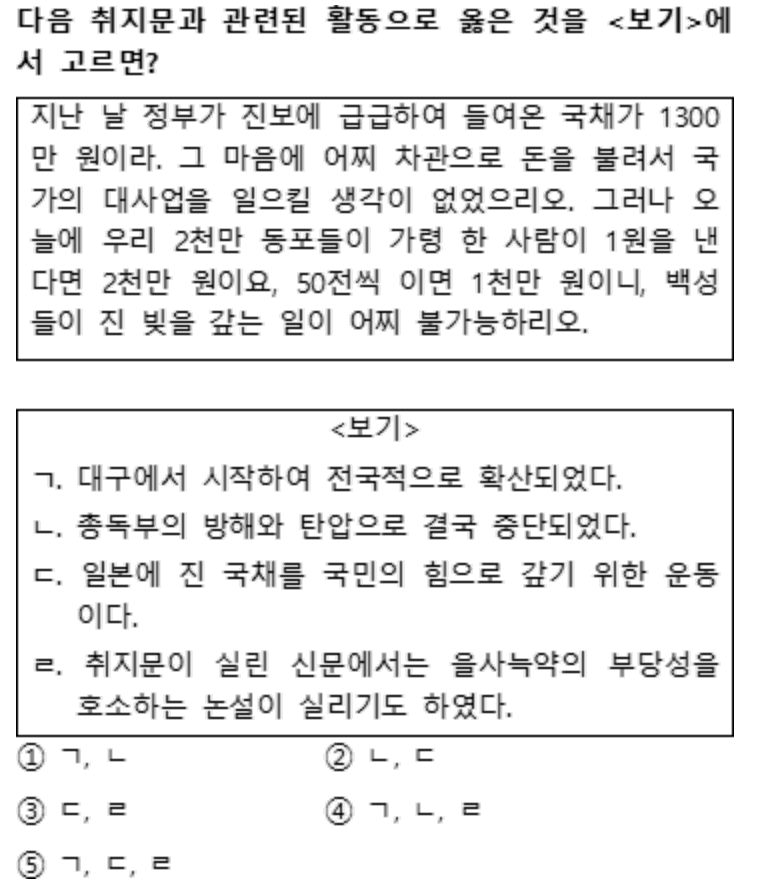 다음 취지문과 관련된 활동으로 옳은 것을 <보기>에
서 고르면?
지난 날 정부가 진보에 급급하여 들여온 국채가 1300
만 원이라. 그 마음에 어찌 차관으로 돈을 불려서 국
가의 대사업을 일으킬 생각이 없었으리오. 그러나 오
늘에 우리 2천만 동포들이 가령 한 사람이 1원을 낸
다면 2천만 원이요, 50전씩 이면 1천만 원이니, 백성
들이 진 빚을 갚는 일이 어찌 불가능하리오.
<보기>
ㄱ. 대구에서 시작하여 전국적으로 확산되었다.
ㄴ. 총독부의 방해와 탄압으로 결국 중단되었다.
ㄷ. 일본에 진 국채를 국민의 힘으로 갚기 위한 운동
이다.
ㄹ. 취지문이 실린 신문에서는 을사늑약의 부당성을
호소하는 논설이 실리기도 하였다.
① ㄱ, ㄴ ② ㄴ, ㄷ
③ ㄷ, ㄹ ④ ㄱ, ㄴ, ㄹ
⑤ ㄱ, ㄷ, ㄹ